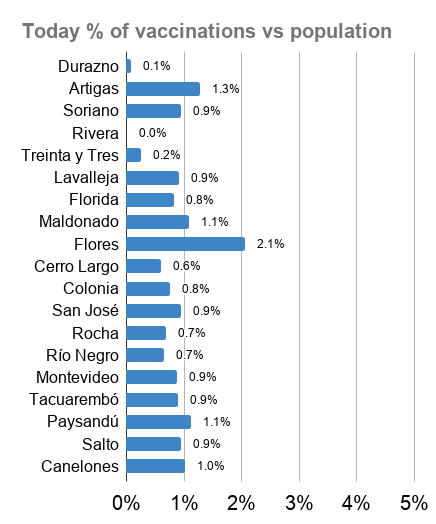 Today % of vaccinations vs population
Durazno 0.1%
Artigas 1.3%
Soriano 0.9%
Rivera 0.0%
Treinta y Tres 0.2%
Lavalleja 0.9%
Florida 0.8%
Maldonado 1.1%
Flores 2.1%
Cerro Largo 0.6%
Colonia 0.8%
San José 0.9%
Rocha 0.7%
Río Negro 0.7%
Montevideo 0.9%
Tacuarembó 0.9%
Paysandú 1.1%
Salto 0.9%
Canelones 1.0%
0% 1% 2% 3% 4% 5%